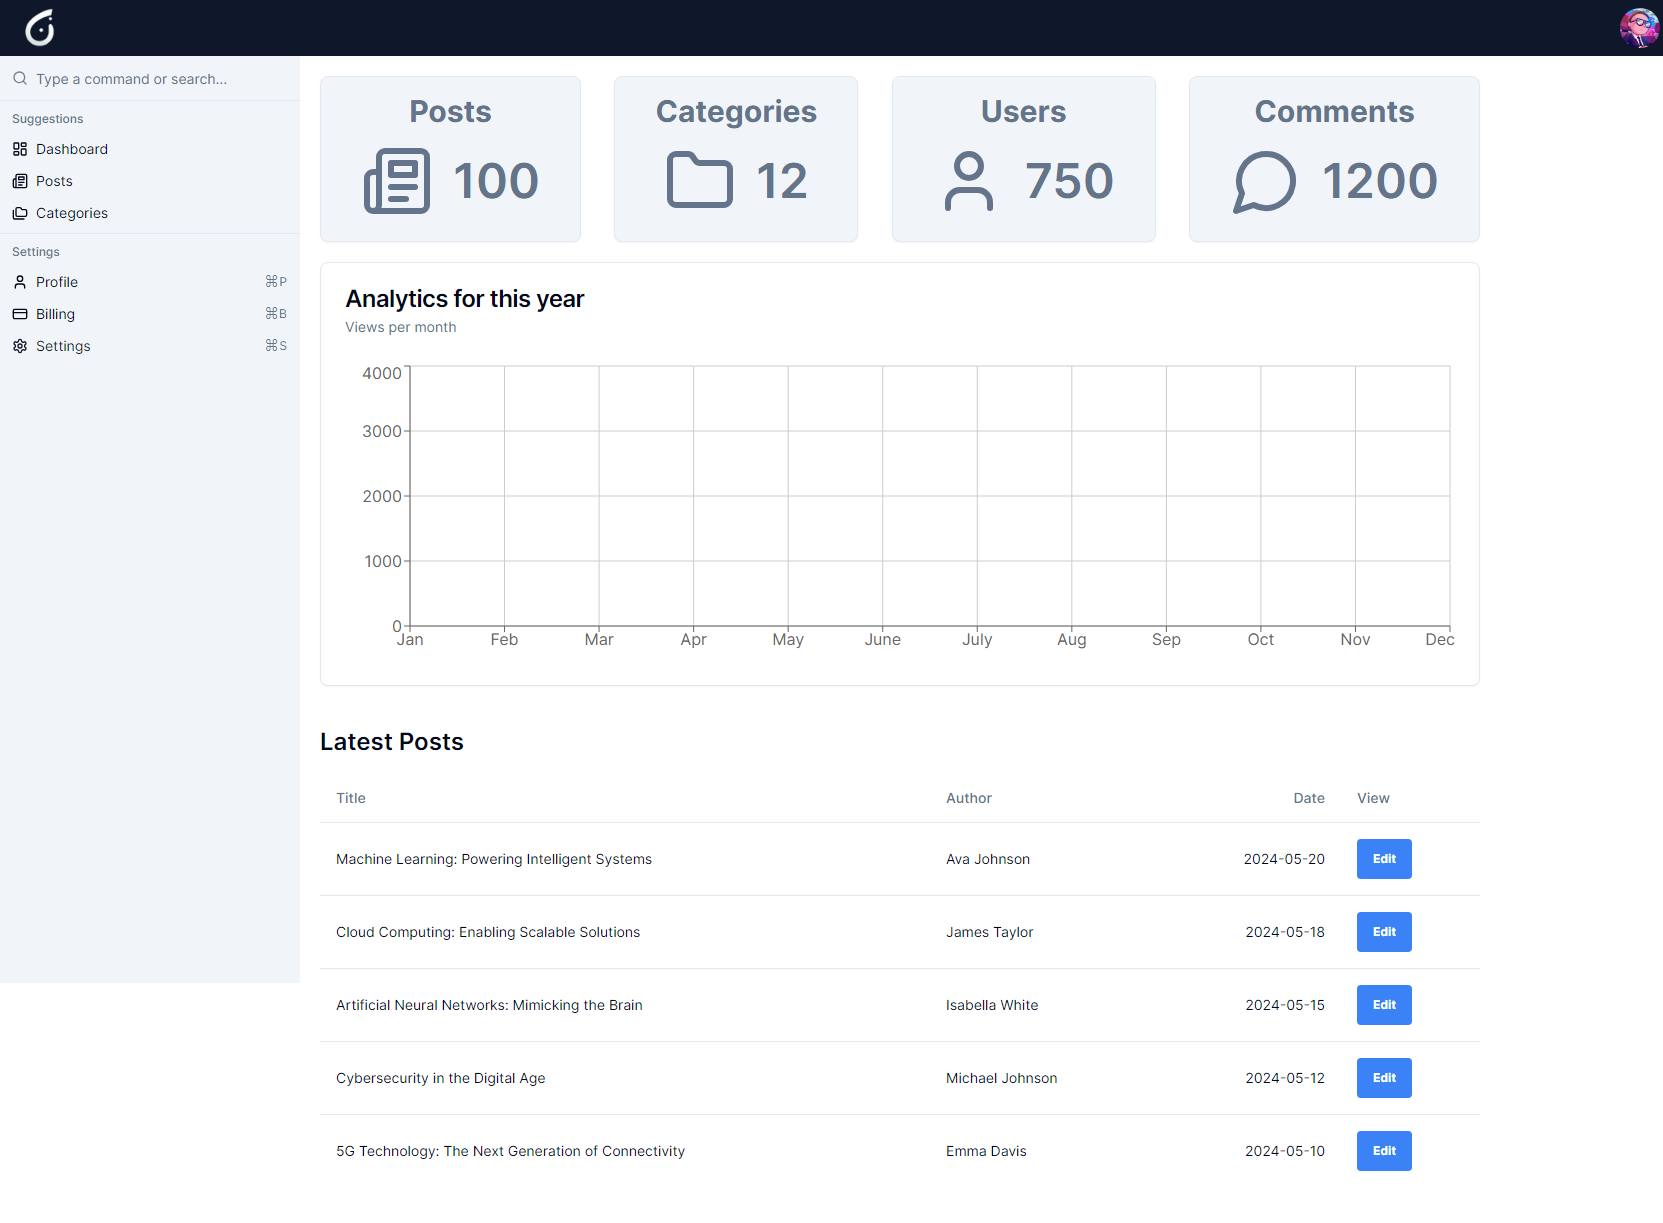 Type a command or search...
Suggestions
Dashboard
Posts
Categories
Settings
Profile ⌘P
Billing ⌘B
Settings ⌘S
Posts
100
Categories
12
Users
750
Comments
1200
Analytics for this year
Views per month
4000
3000
2000
1000
0
Jan Feb Mar Apr May June July Aug Sep Oct Nov Dec
Latest Posts
Title Author Date View
Machine Learning: Powering Intelligent Systems Ava Johnson 2024-05-20 Edit
Cloud Computing: Enabling Scalable Solutions James Taylor 2024-05-18 Edit
Artificial Neural Networks: Mimicking the Brain Isabella White 2024-05-15 Edit
Cybersecurity in the Digital Age Michael Johnson 2024-05-12 Edit
5G Technology: The Next Generation of Connectivity Emma Davis 2024-05-10 Edit